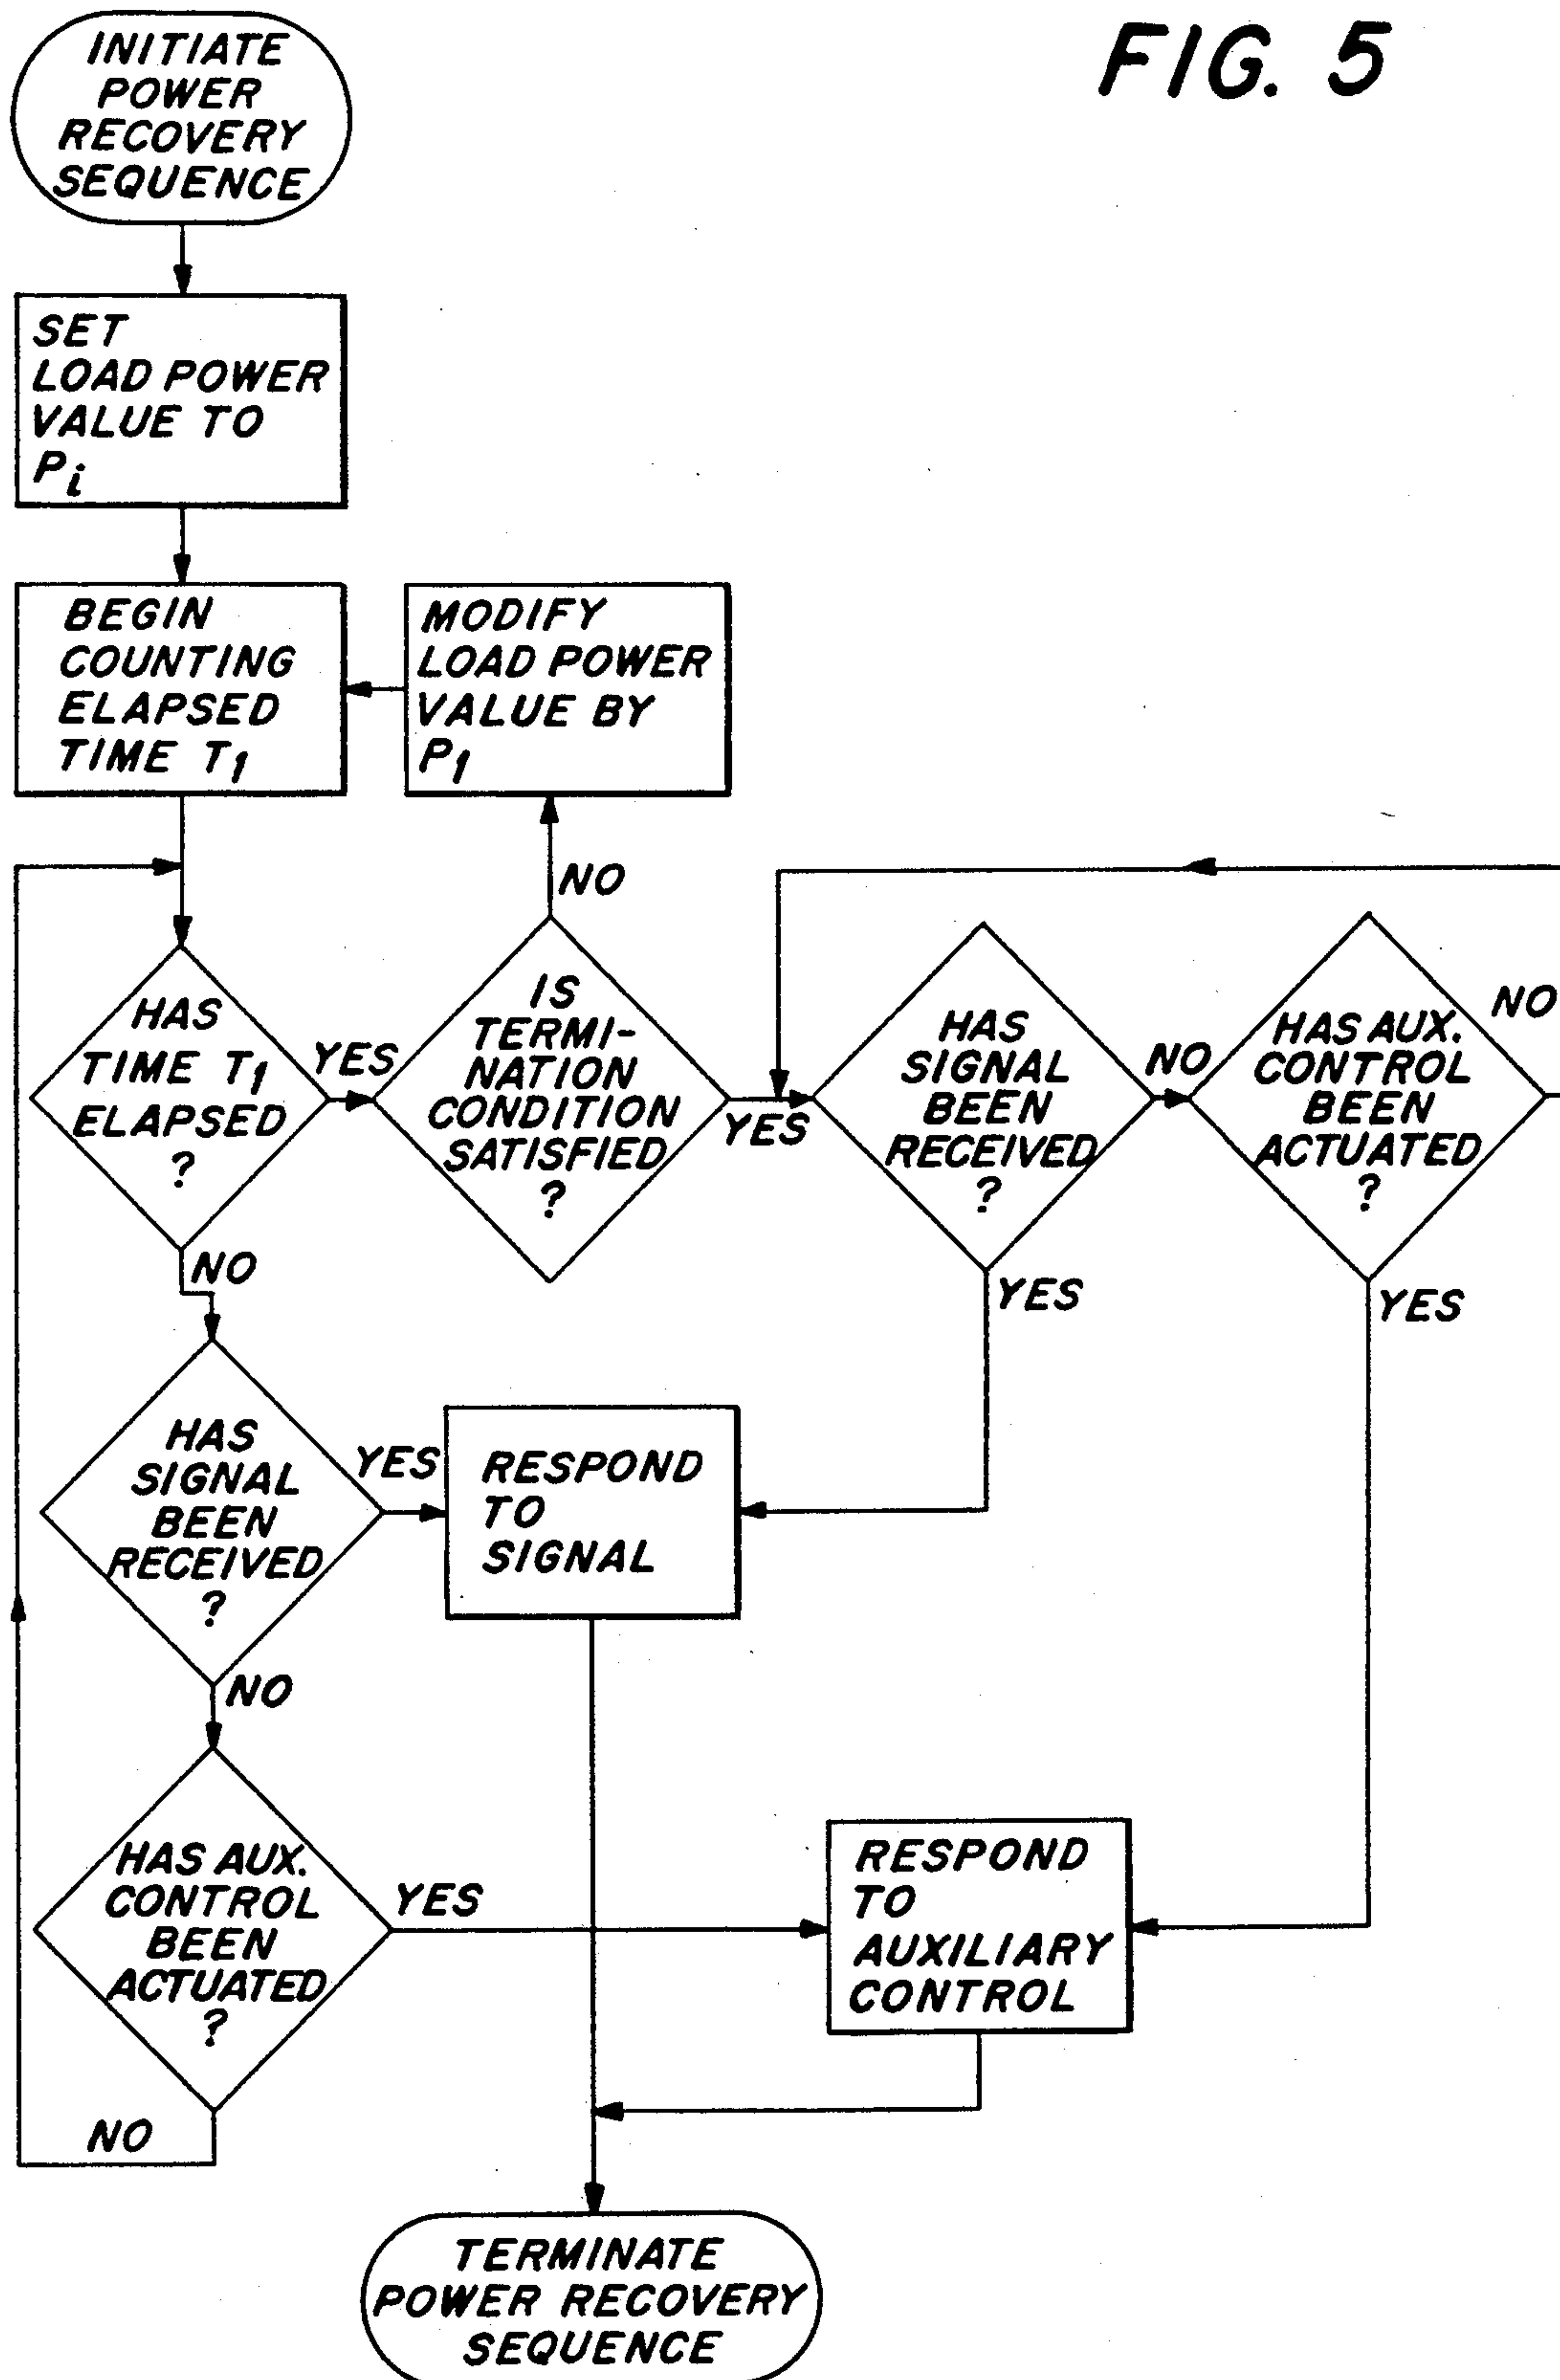 FIG. 5
INITIATE
POWER
RECOVERY
SEQUENCE
SET
LOAD POWER
VALUE TO
Pi
BEGIN
COUNTING
ELAPSED
TIME T1
MODIFY
LOAD POWER
VALUE BY
P1
NO
HAS
TIME T1
ELAPSED
?
YES
IS
TERMI-
NATION
CONDITION
SATISFIED
?
YES
HAS
SIGNAL
BEEN
RECEIVED
?
NO
HAS AUX.
CONTROL
BEEN
ACTUATED
?
NO
NO
YES
YES
HAS
SIGNAL
BEEN
RECEIVED
?
YES
RESPOND
TO
SIGNAL
NO
HAS AUX.
CONTROL
BEEN
ACTUATED
?
YES
RESPOND
TO
AUXILIARY
CONTROL
NO
TERMINATE
POWER RECOVERY
SEQUENCE